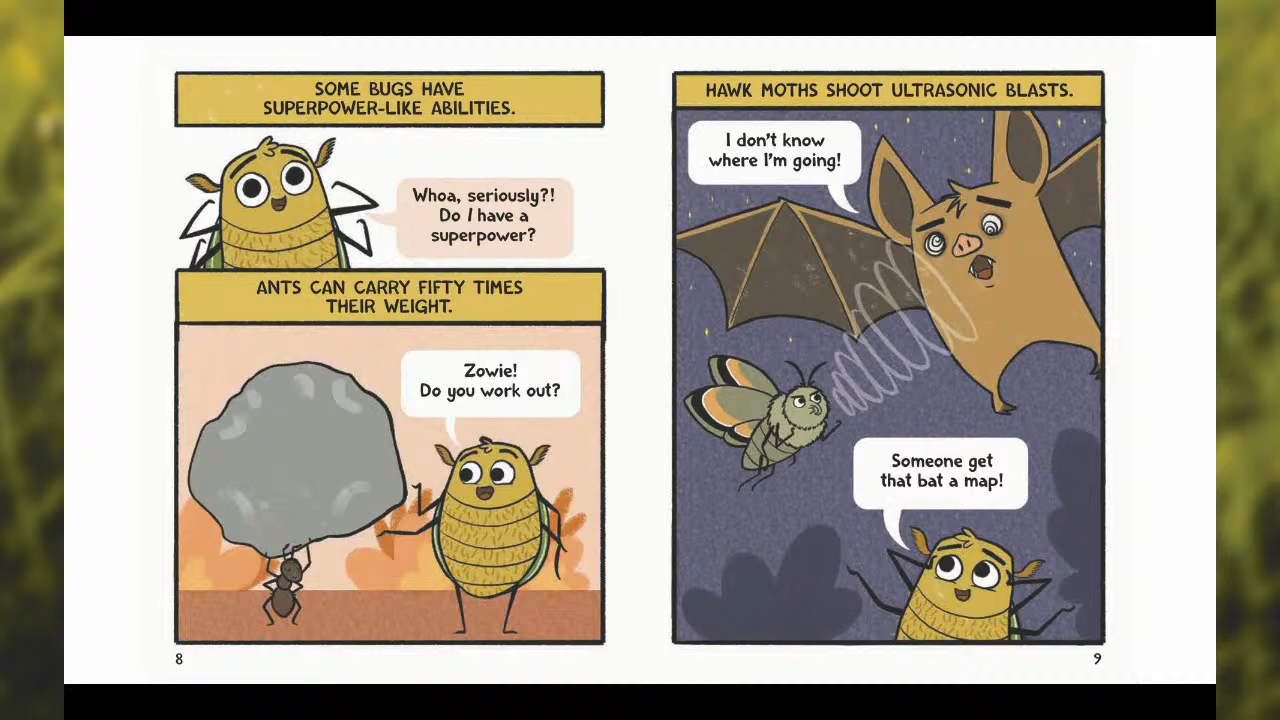 SOME BUGS HAVE
SUPERPOWER-LIKE ABILITIES.
Whoa, seriously?!
Do I have a
superpower?
ANTS CAN CARRY FIFTY TIMES
THEIR WEIGHT.
Zowie!
Do you work out?
8
HAWK MOTHS SHOOT ULTRASONIC BLASTS.
I don't know
where I'm going!
Someone get
that bat a map!
9